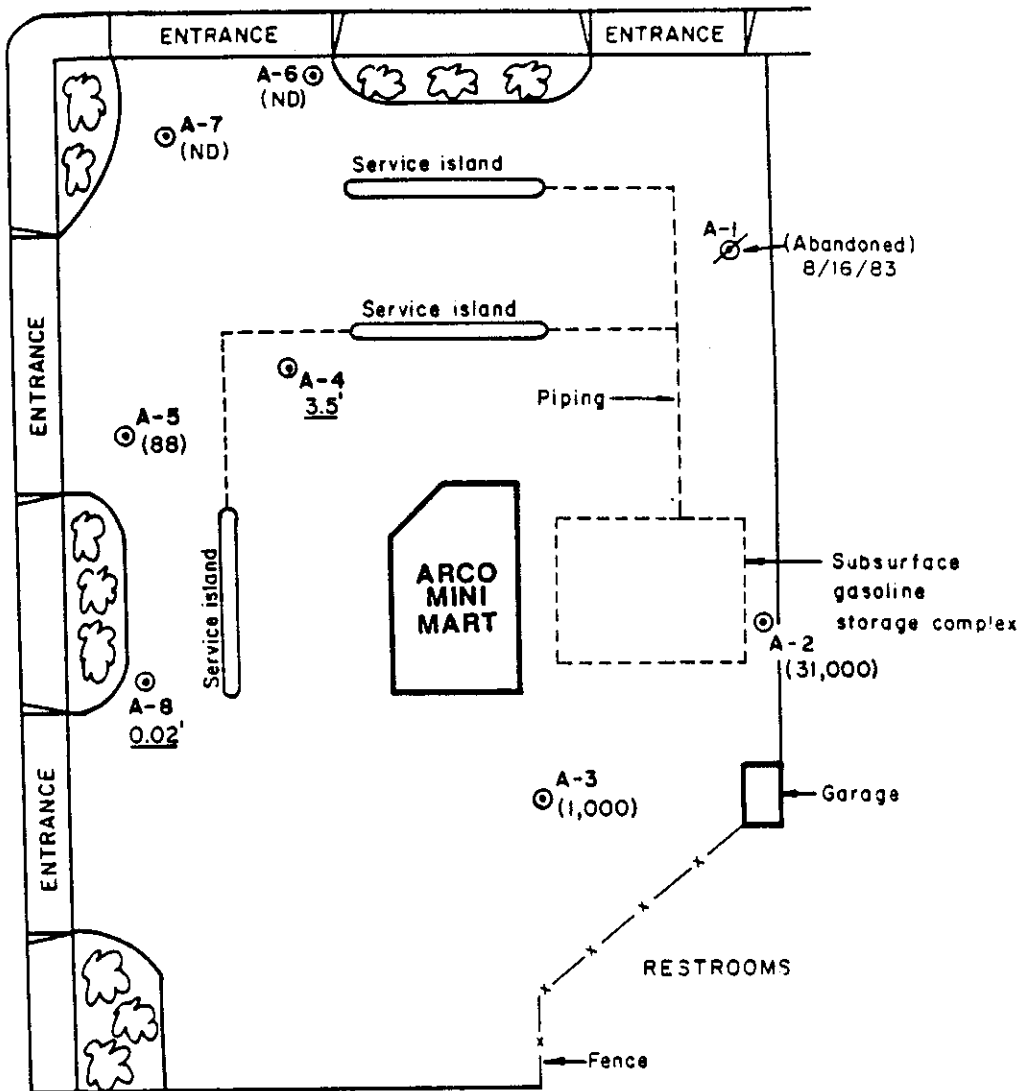 ENTRANCE
ENTRANCE
A-6
(ND)
A-7
(ND)
Service island
A-1
(Abandoned)
8/16/83
Service island
ENTRANCE
A-4
3.5'
Piping
A-5
(88)
ARCO
MINI
MART
Service island
Subsurface
gasoline
storage complex
A-2
(31,000)
A-8
0.02'
ENTRANCE
A-3
(1,000)
Garage
RESTROOMS
Fence